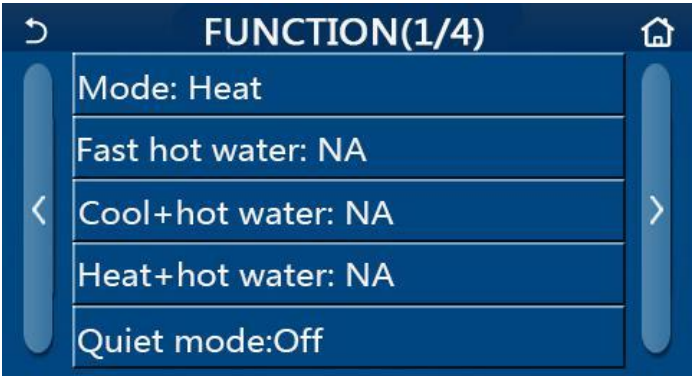 FUNCTION(1/4)
Mode: Heat
Fast hot water: NA
Cool+hot water: NA
Heat+hot water: NA
Quiet mode:Off